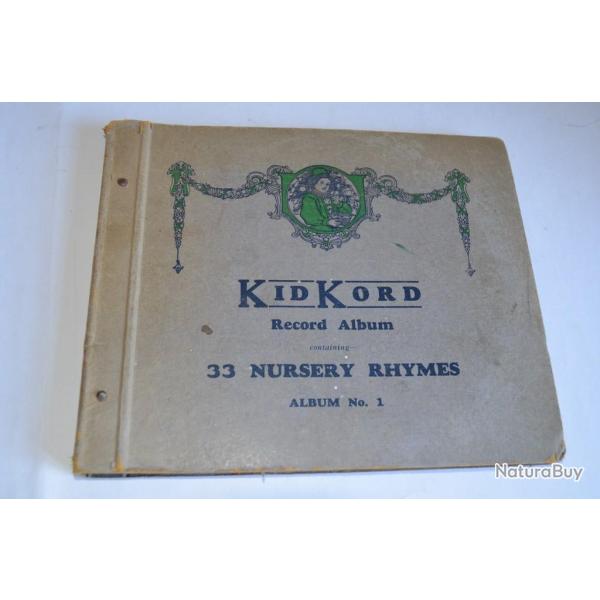 KIDKORD
Record Album
containing—
33 NURSERY RHYMES
ALBUM No. 1
NaturaBuy